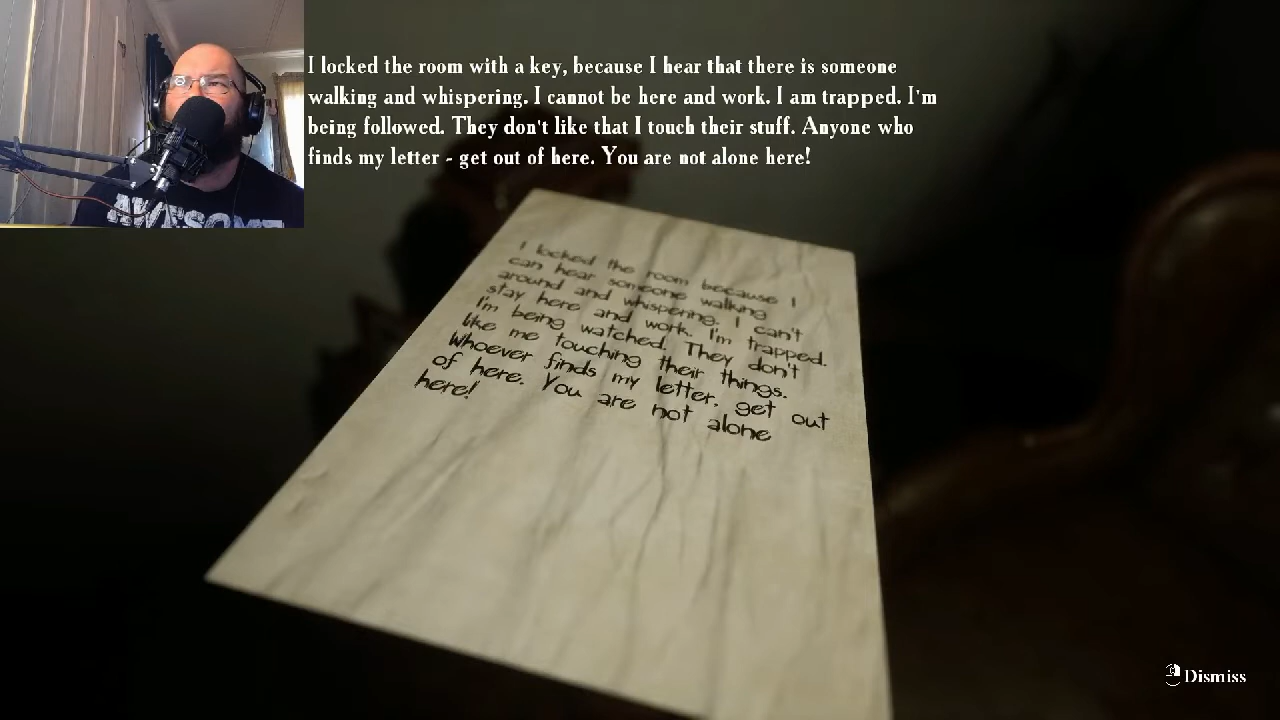 I locked the room with a key, because I hear that there is someone
walking and whispering. I cannot be here and work. I am trapped. I'm
being followed. They don't like that I touch their stuff. Anyone who
finds my letter - get out of here. You are not alone here!
AWESOME
I locked the room because I
can hear someone walking
around and whispering. I can't
stay here and work. I'm trapped.
I'm being watched. They don't
like me touching their things.
Whoever finds my letter, get out
of here. You are not alone
here!
Dismiss